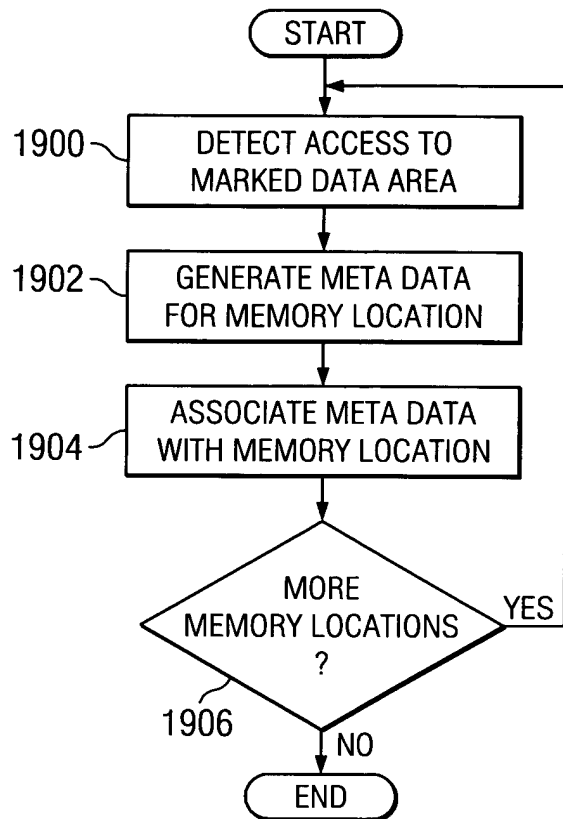 START
1900
DETECT ACCESS TO
MARKED DATA AREA
1902
GENERATE META DATA
FOR MEMORY LOCATION
1904
ASSOCIATE META DATA
WITH MEMORY LOCATION
MORE
MEMORY LOCATIONS
?
YES
1906
NO
END